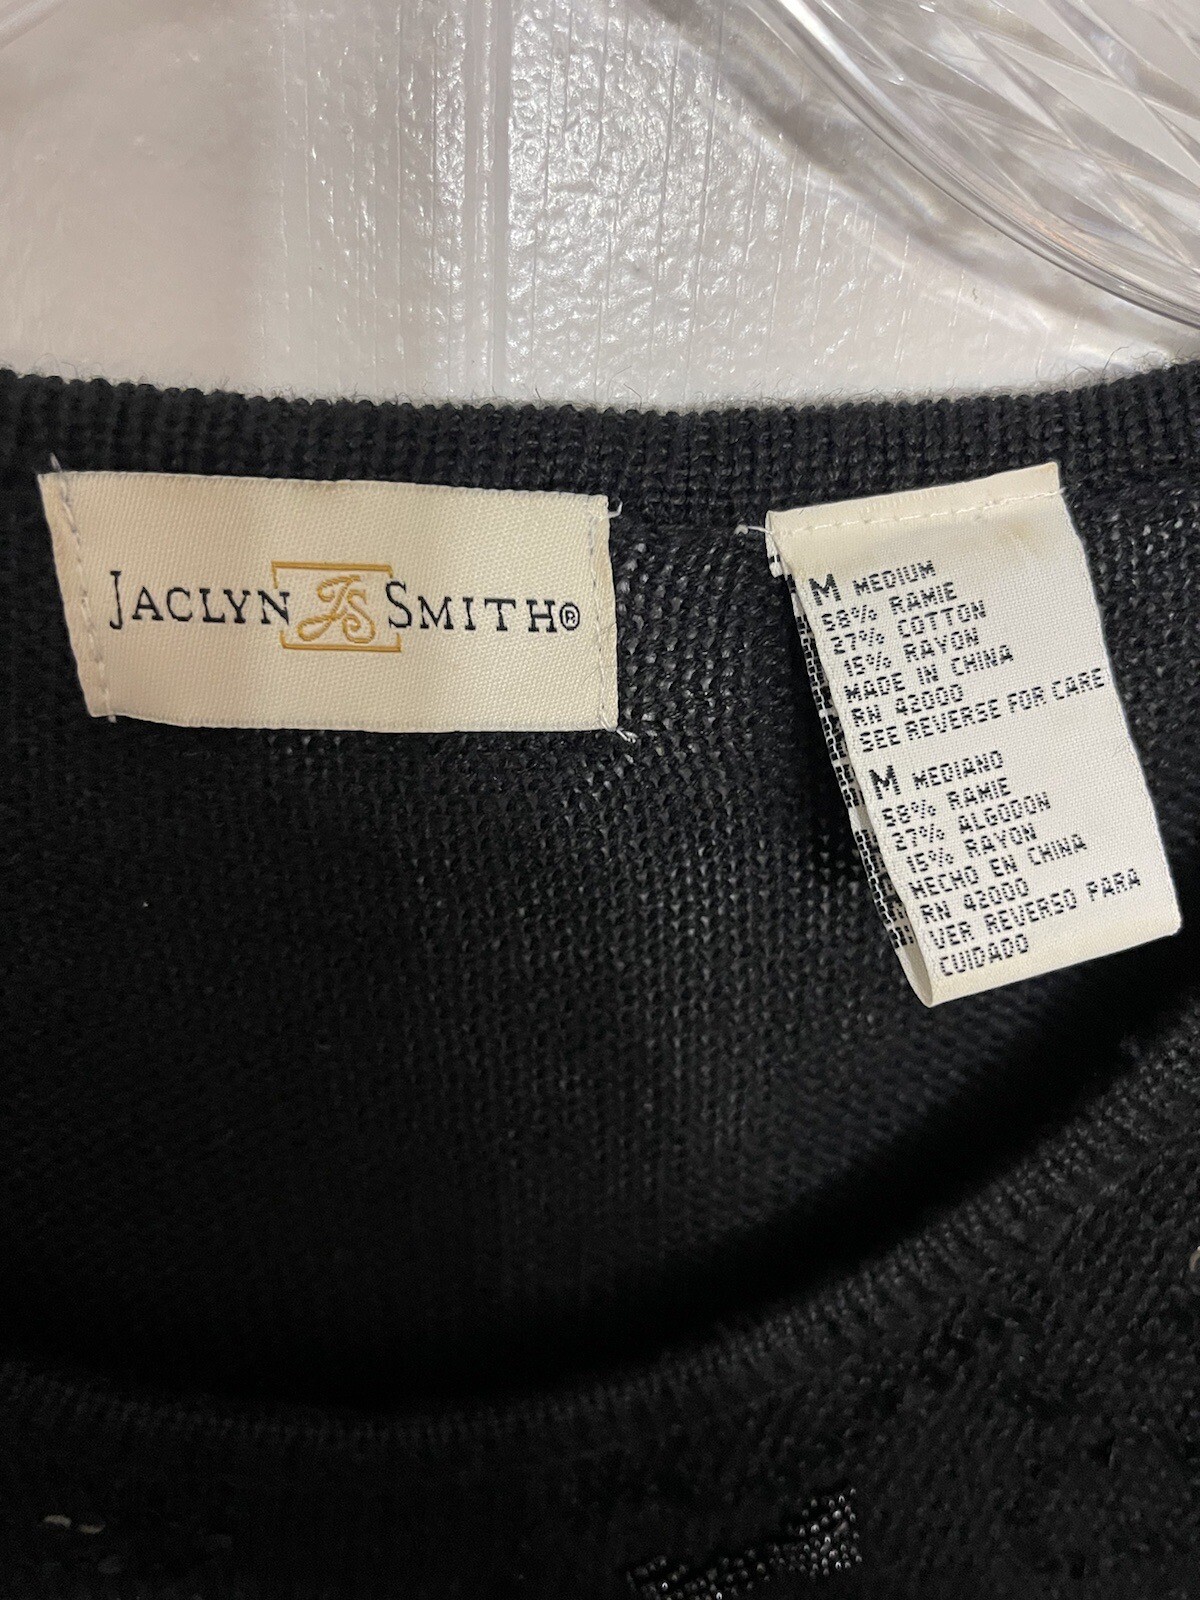 JACLYN JS SMITH®
M MEDIUM
58% RAMIE
27% COTTON
15% RAYON
MADE IN CHINA
RN 42000
SEE REVERSE FOR CARE
M MEDIANO
58% RAMIE
27% ALGODON
15% RAYON
HECHO EN CHINA
RN 42000
VER REVERSO PARA
CUIDADO